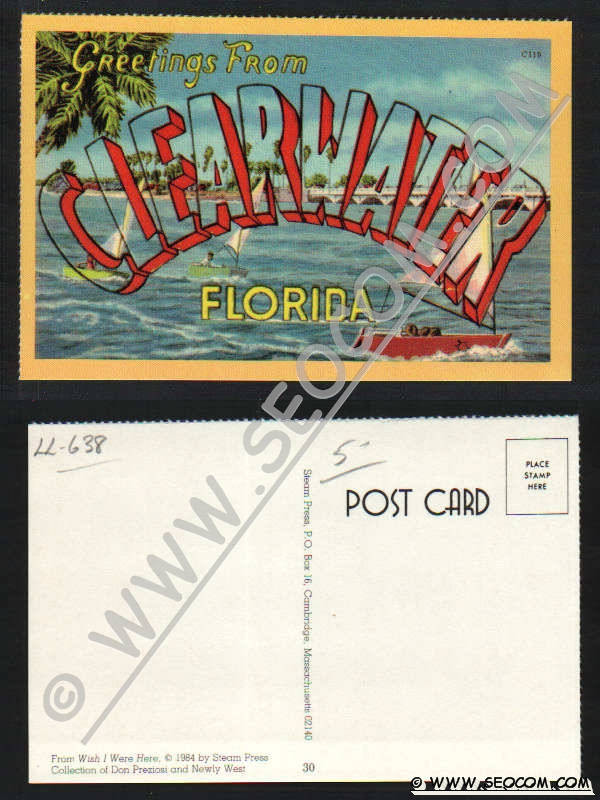 Greetings From
C119
CLEARWATER
FLORIDA
© WWW.SEOCOM.COM
LL-638
5-
PLACE
STAMP
HERE
POST CARD
Steam Press, P.O. Box 16, Cambridge, Massachusetts 02140
From Wish I Were Here, © 1984 by Steam Press
Collection of Don Preziosi and Newly West
30
© WWW.SEOCOM.COM